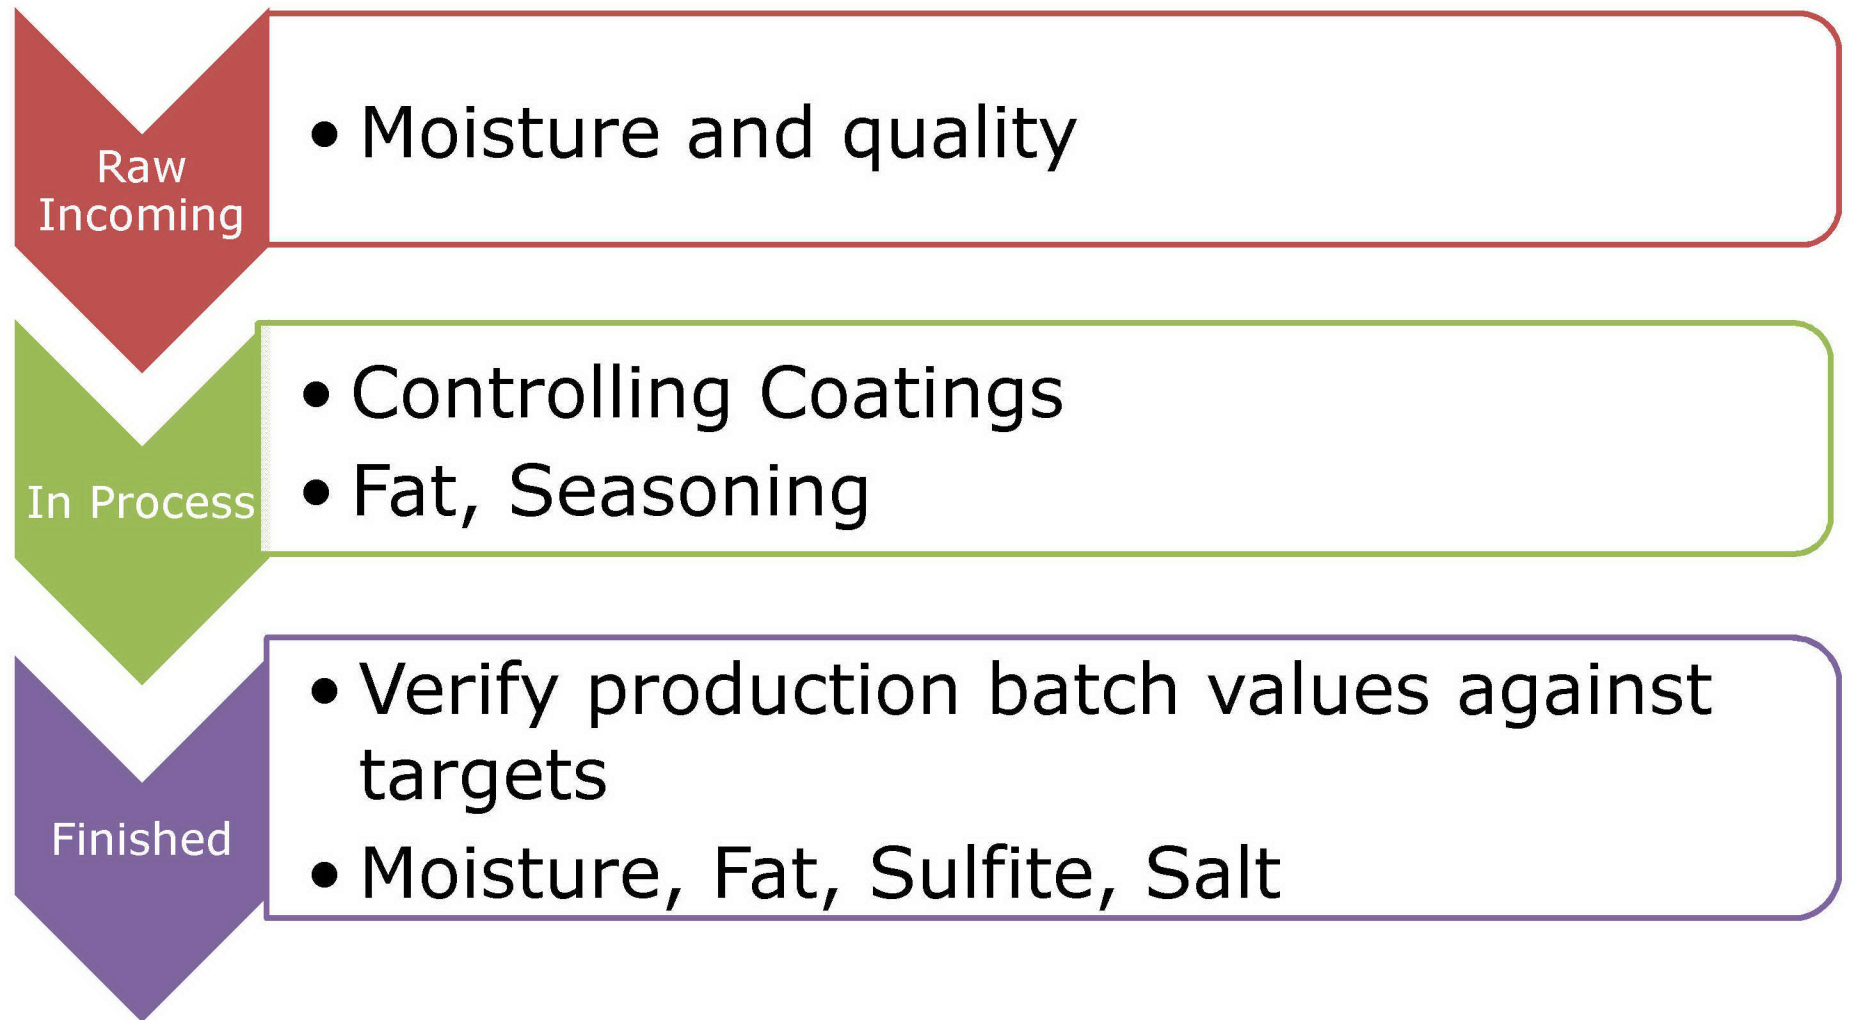 Raw
Incoming
• Moisture and quality
In Process
• Controlling Coatings
• Fat, Seasoning
Finished
• Verify production batch values against
targets
• Moisture, Fat, Sulfite, Salt